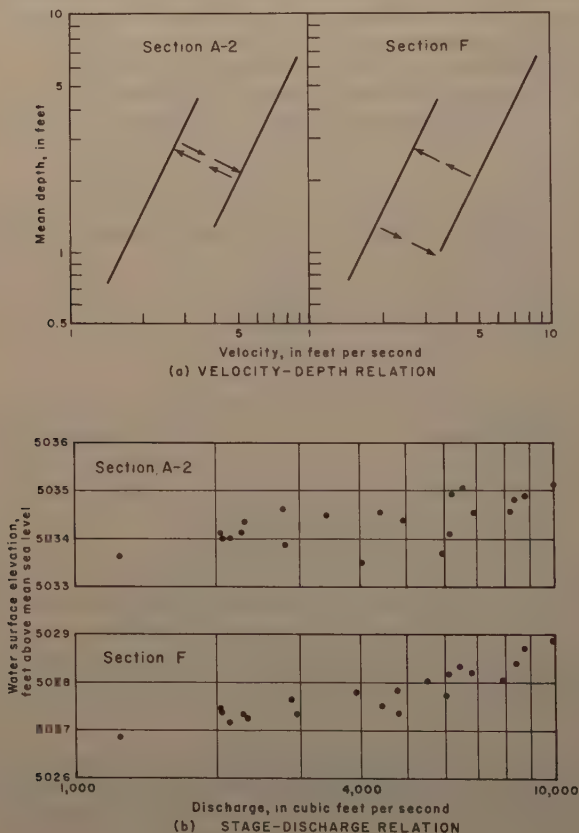 10
5
1
0.5
Mean depth, in feet
Section A-2
Section F
1
5
1
5
10
Velocity, in feet per second
(a) VELOCITY-DEPTH RELATION
Water surface elevation,
feet above mean sea level
5036
5035
5033
Section A-2
5029
5026
Section F
1,000
4,000
10,000
Discharge, in cubic feet per second
(b) STAGE-DISCHARGE RELATION